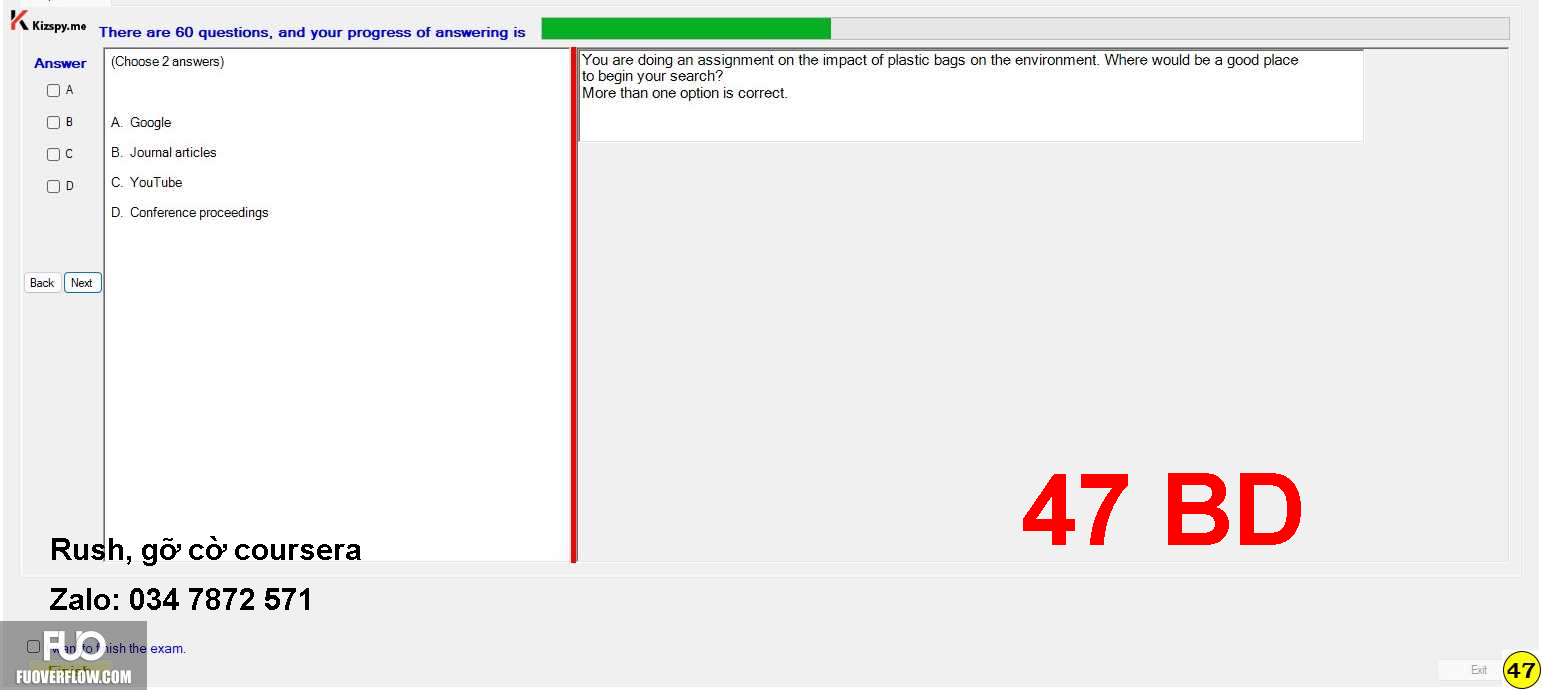 Kizspy.me
There are 60 questions, and your progress of answering is
Answer
A
B
C
D
Back
Next
(Choose 2 answers)
A. Google
B. Journal articles
C. YouTube
D. Conference proceedings
You are doing an assignment on the impact of plastic bags on the environment. Where would be a good place
to begin your search?
More than one option is correct.
47 BD
Rush, gỡ cờ coursera
Zalo: 034 7872 571
want to finish the exam.
Finish
FUO
FUOVERFLOW.COM
Exit
47